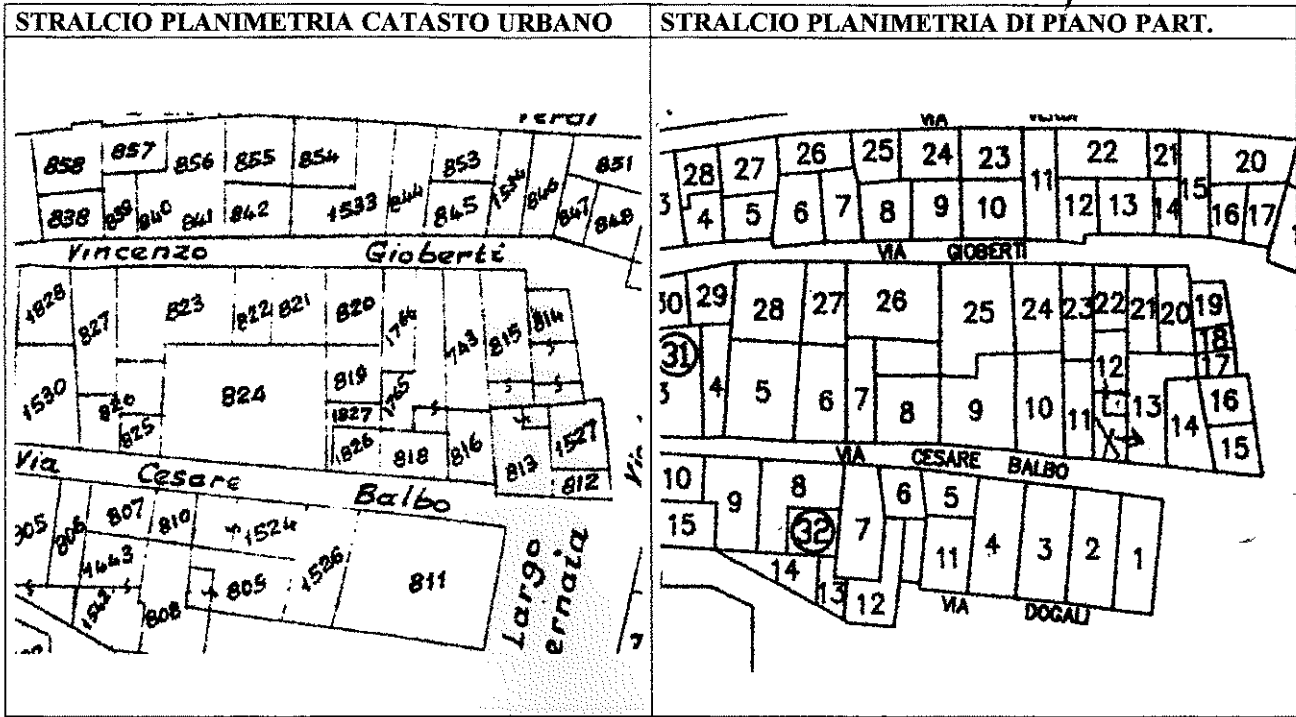 STRALCIO PLANIMETRIA CATASTO URBANO
858 857 856 855 854 853 851
838 839 840 841 842 1533 844 845 1534 846 847 848
Vincenzo Gioberti
1828 827 823 822 821 820 1766 743 815 814
1530 826 825 824 819 1827 1765
1826 818 816 813 1527 812
Via Cesare Balbo
805 806 807 810 1524 1526 811
1443 1542 808 809
Largo
ernaia
STRALCIO PLANIMETRIA DI PIANO PART.
VIA
28 27 26 25 24 23 11 22 21 15 20
3 4 5 6 7 8 9 10 12 13 14 16 17
VIA GIOBERTI
30 29 28 27 26 25 24 23 22 21 20 19
18
17
31
3 4 5 6 7 8 9 10 11 12 13 14 16
15
VIA CESARE BALBO
10 9 8 7 6 5
15 32 11 4 3 2 1
14 13 12
VIA DOGALI